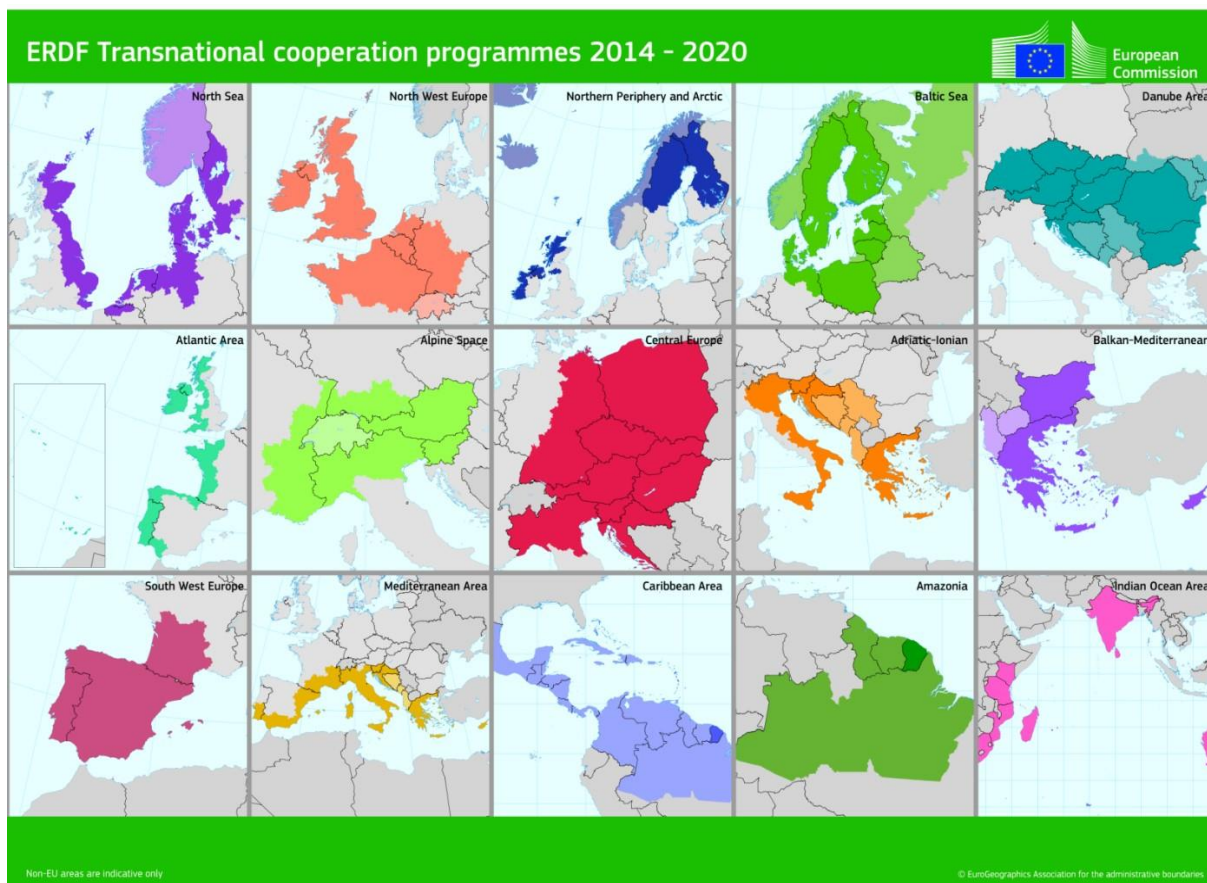 ERDF Transnational cooperation programmes 2014 - 2020
European
Commission
North Sea
North West Europe
Northern Periphery and Arctic
Baltic Sea
Danube Area
Atlantic Area
Alpine Space
Central Europe
Adriatic-Ionian
Balkan-Mediterranean
South West Europe
Mediterranean Area
Caribbean Area
Amazonia
Indian Ocean Area
Non-EU areas are indicative only
© EuroGeographics Association for the administrative boundaries